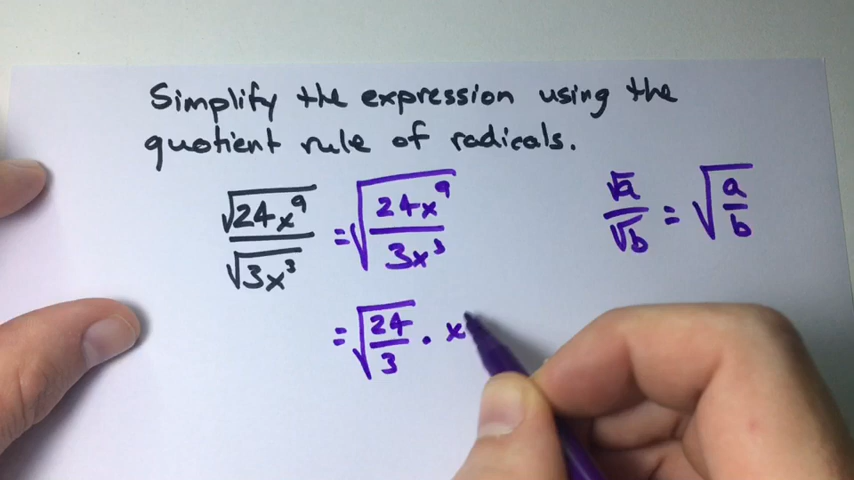 Simplify the expression using the
quotient rule of radicals.
√24x⁹ / √3x³ = √(24x⁹ / 3x³)
√a / √b = √(a / b)
= √(24 / 3) · x